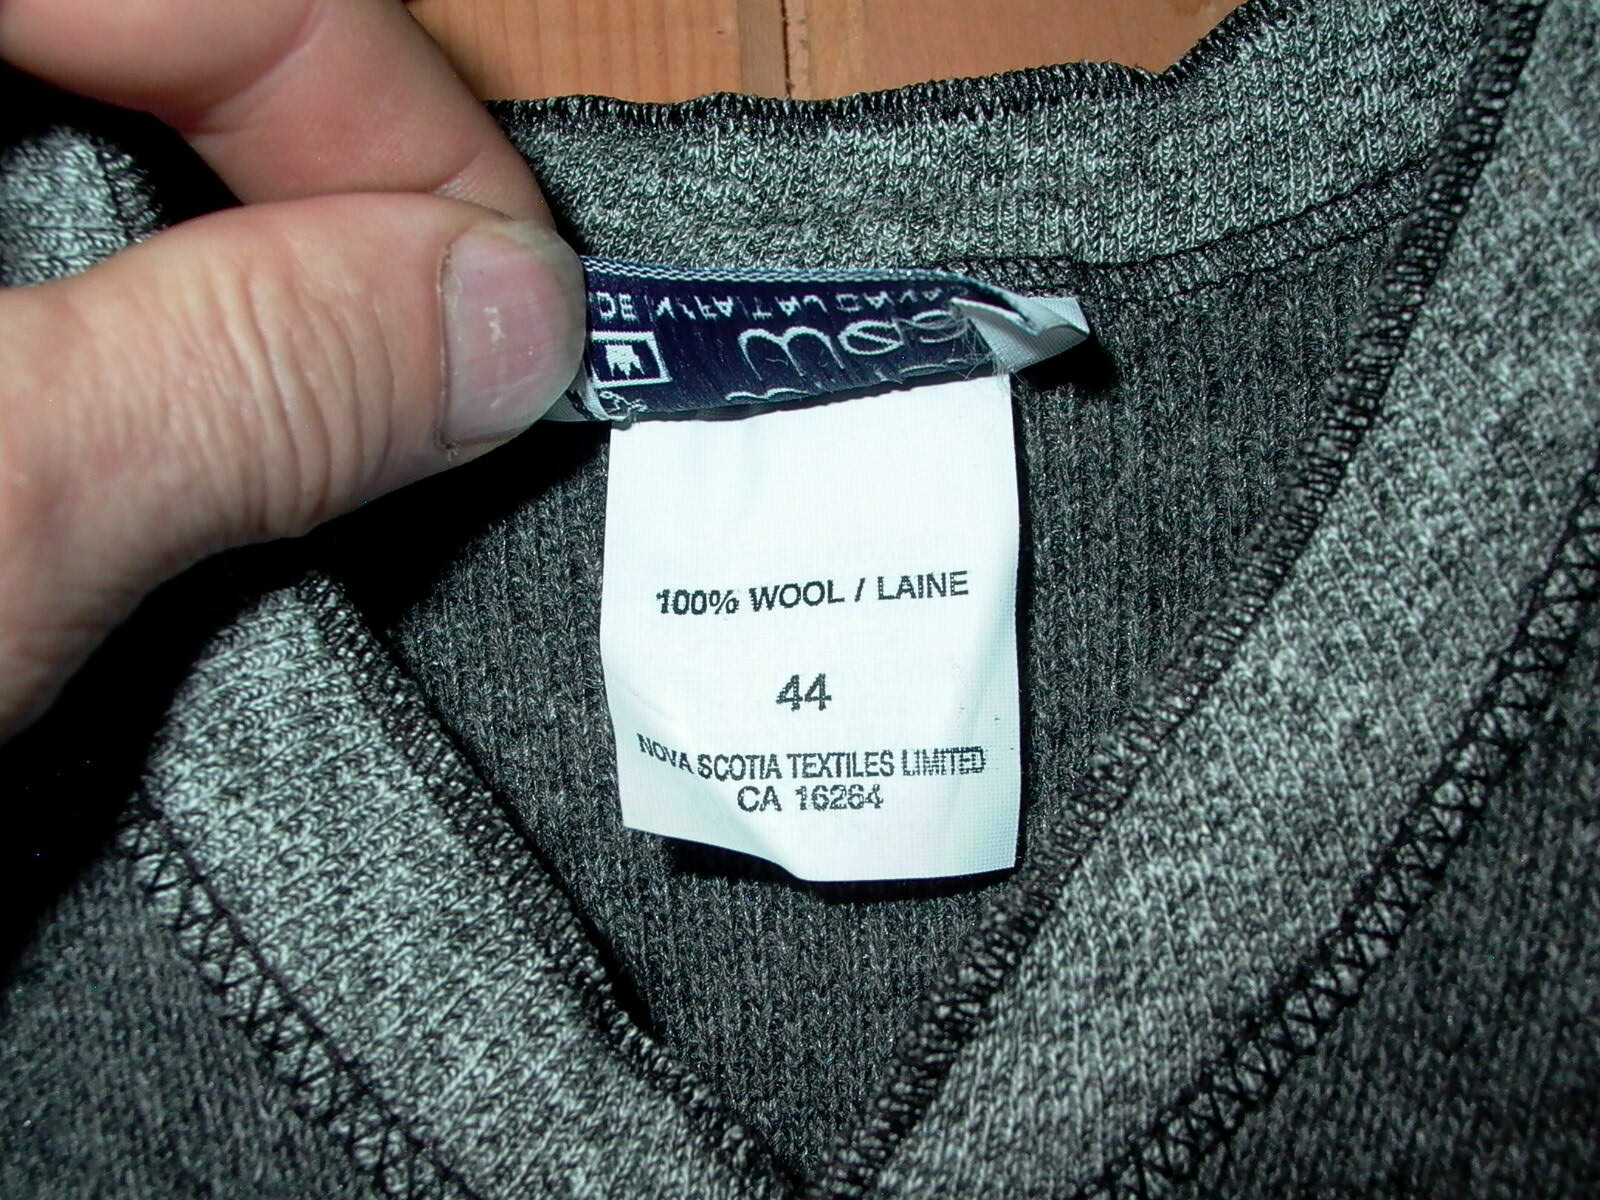 100% WOOL / LAINE
44
NOVA SCOTIA TEXTILES LIMITED
CA 16264